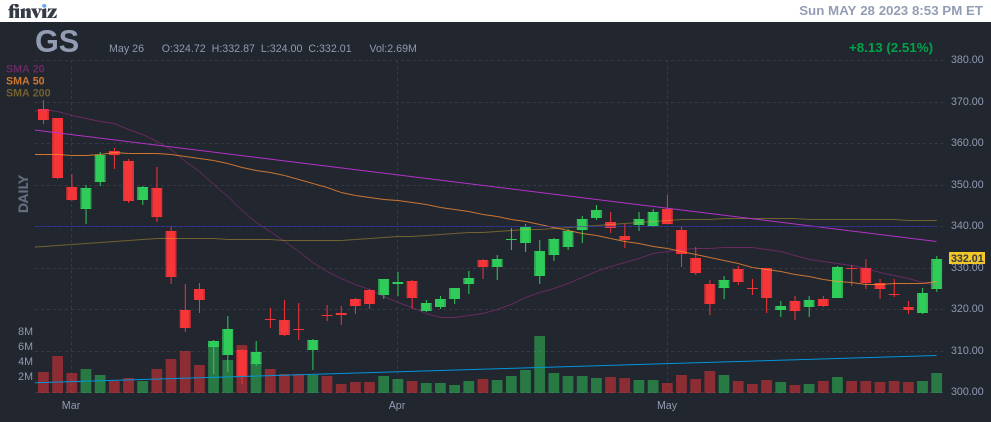 finviz
Sun MAY 28 2023 8:53 PM ET
GS
May 26 O:324.72 H:332.87 L:324.00 C:332.01 Vol:2.69M
+8.13 (2.51%)
SMA 20
SMA 50
SMA 200
DAILY
380.00
370.00
360.00
350.00
340.00
332.01
330.00
320.00
310.00
300.00
8M
6M
4M
2M
Mar
Apr
May